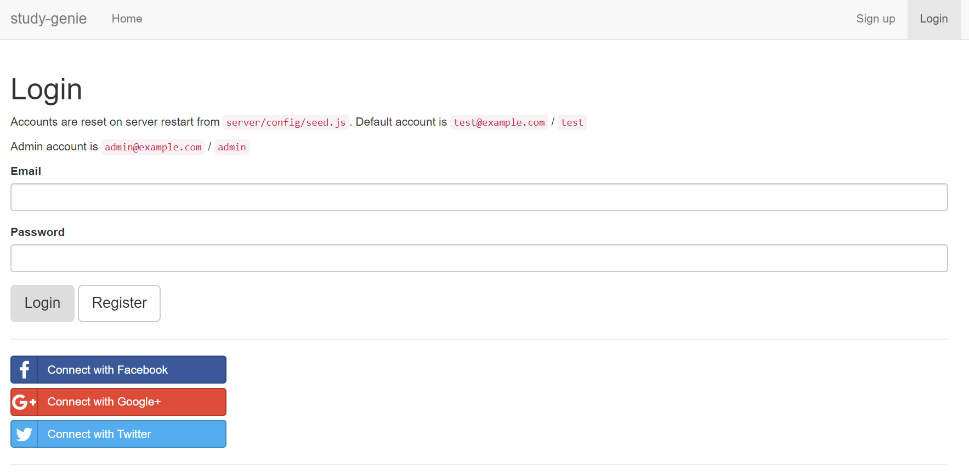 study-genie Home Sign up Login
Login
Accounts are reset on server restart from server/config/seed.js . Default account is test@example.com / test
Admin account is admin@example.com / admin
Email
Password
Login Register
Connect with Facebook
G+ Connect with Google+
Connect with Twitter